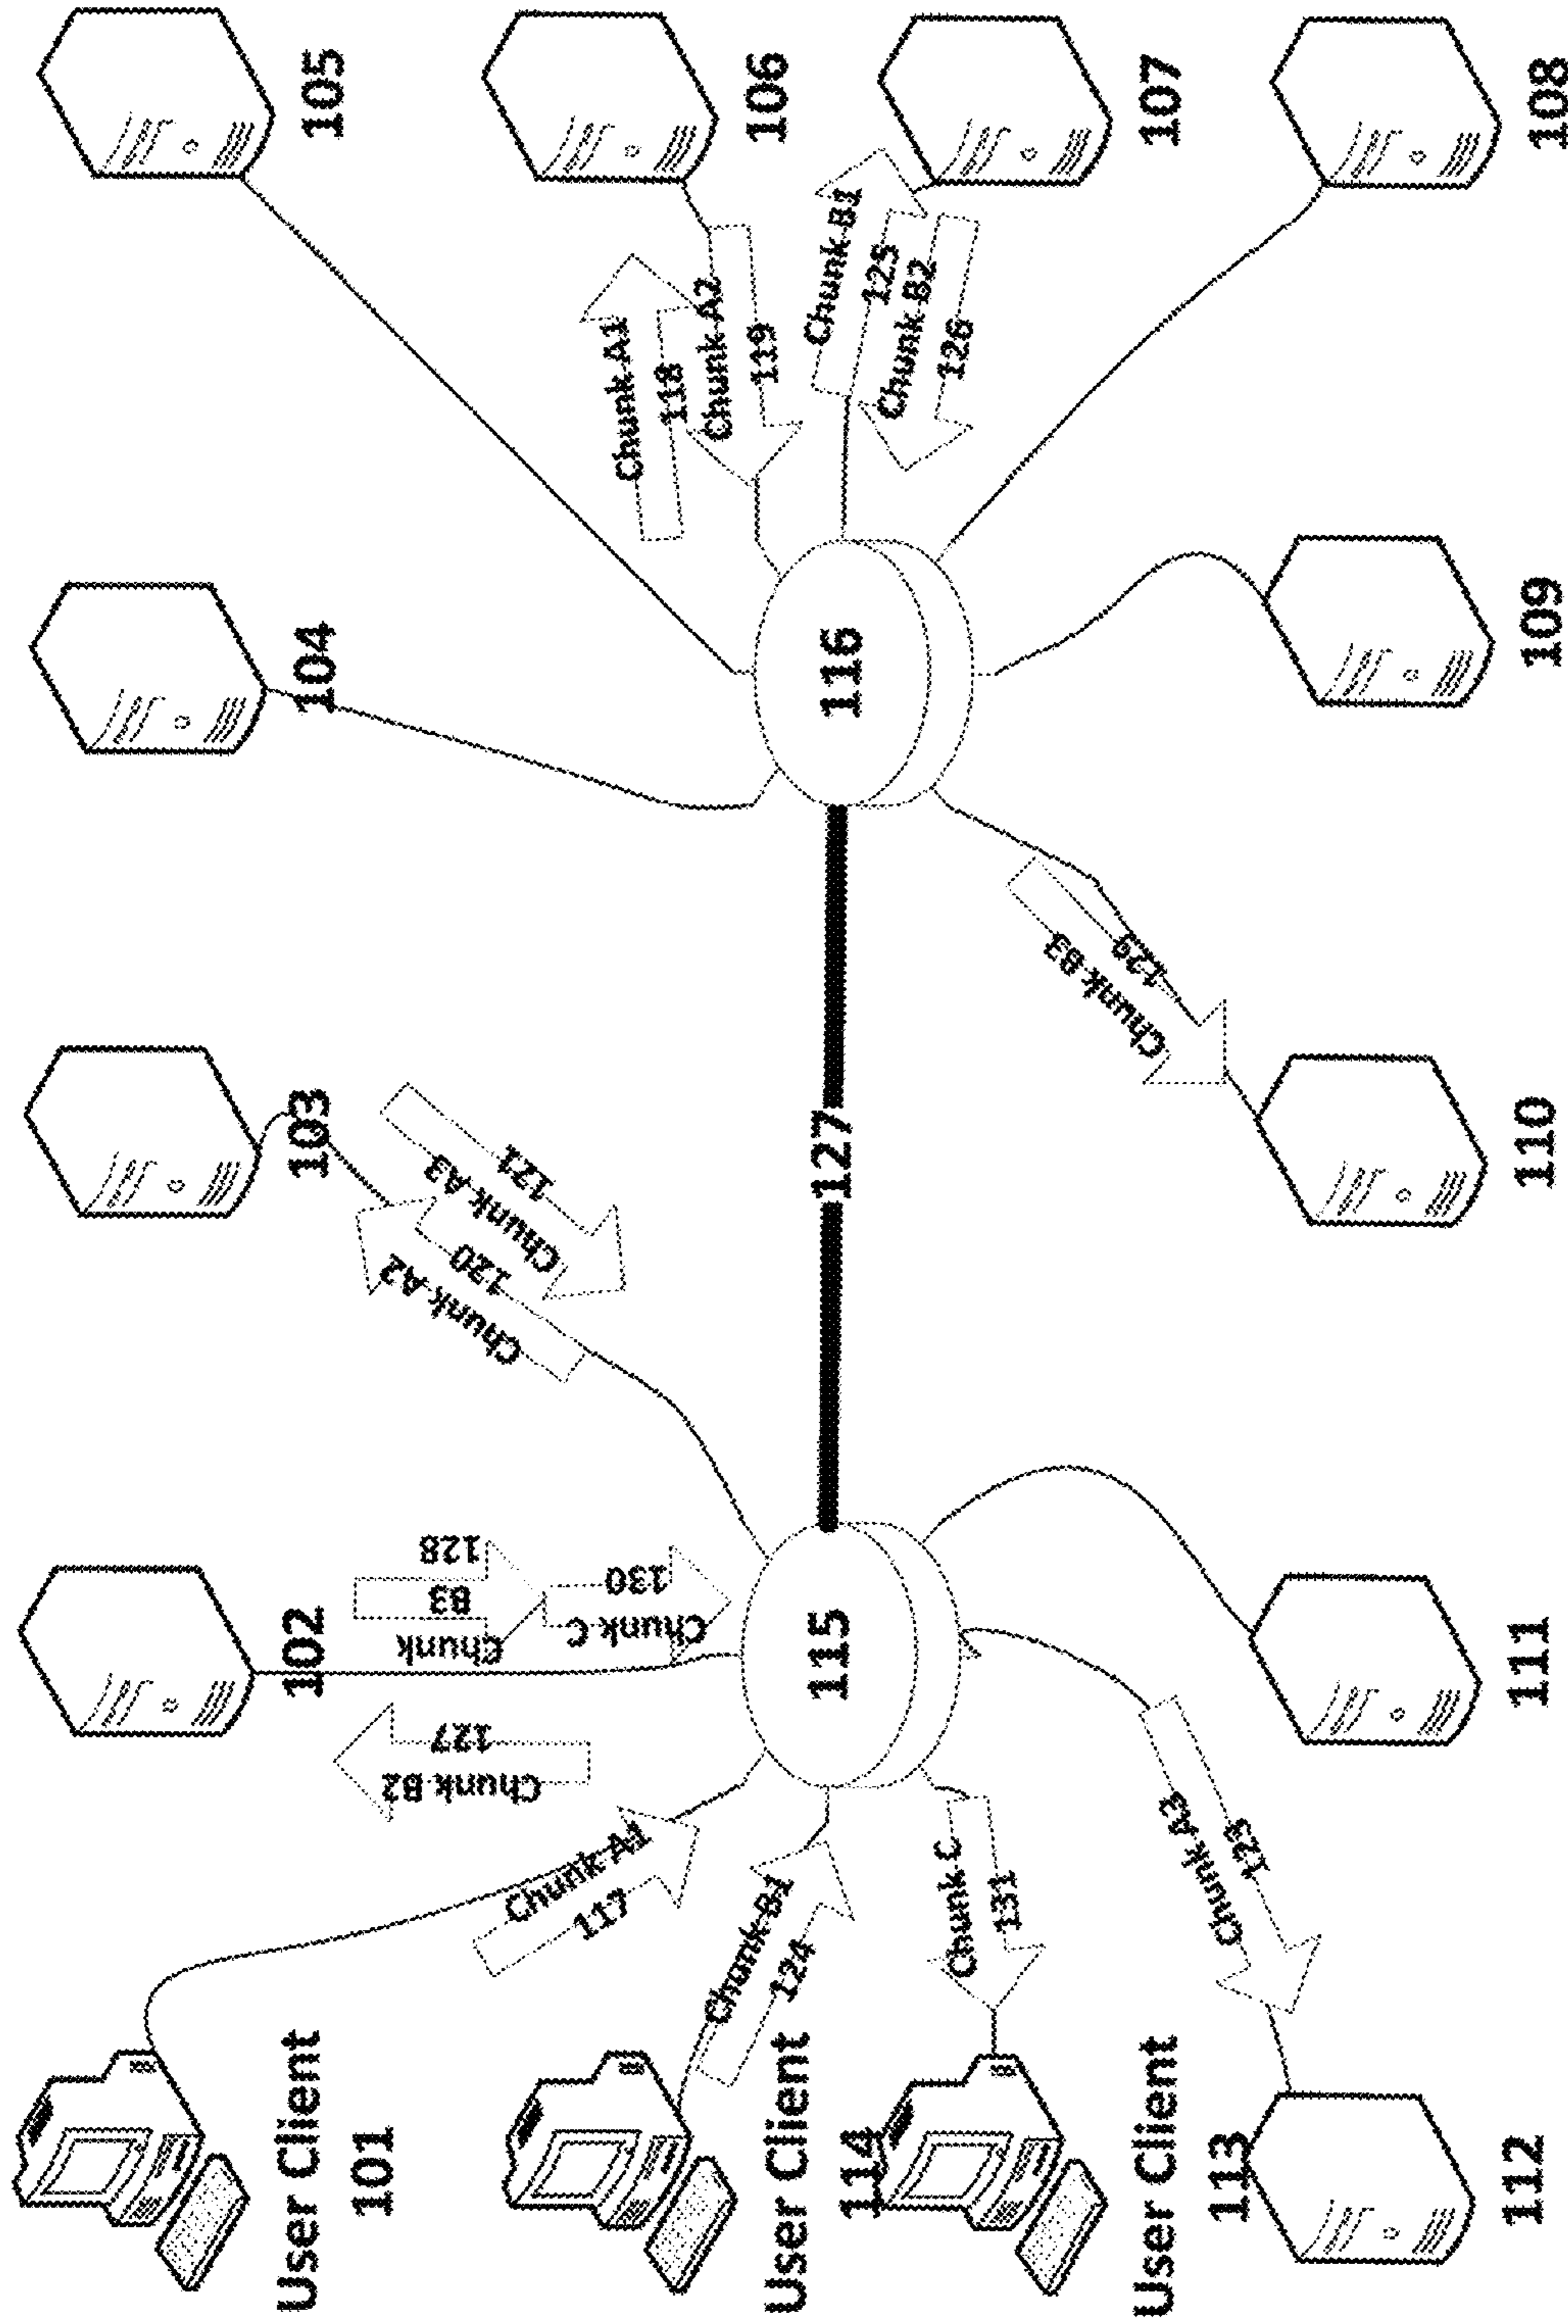 User Client
101
102
103
104
105
Chunk A1
117
Chunk B2
127
Chunk
B3
128
Chunk C
130
Chunk A2
120
Chunk A3
121
Chunk A1
118
Chunk A2
119
106
User Client
114
Chunk B1
124
115
127
116
Chunk B1
125
Chunk B2
126
107
User Client
113
Chunk C
131
Chunk A3
123
Chunk B3
129
112
111
110
109
108